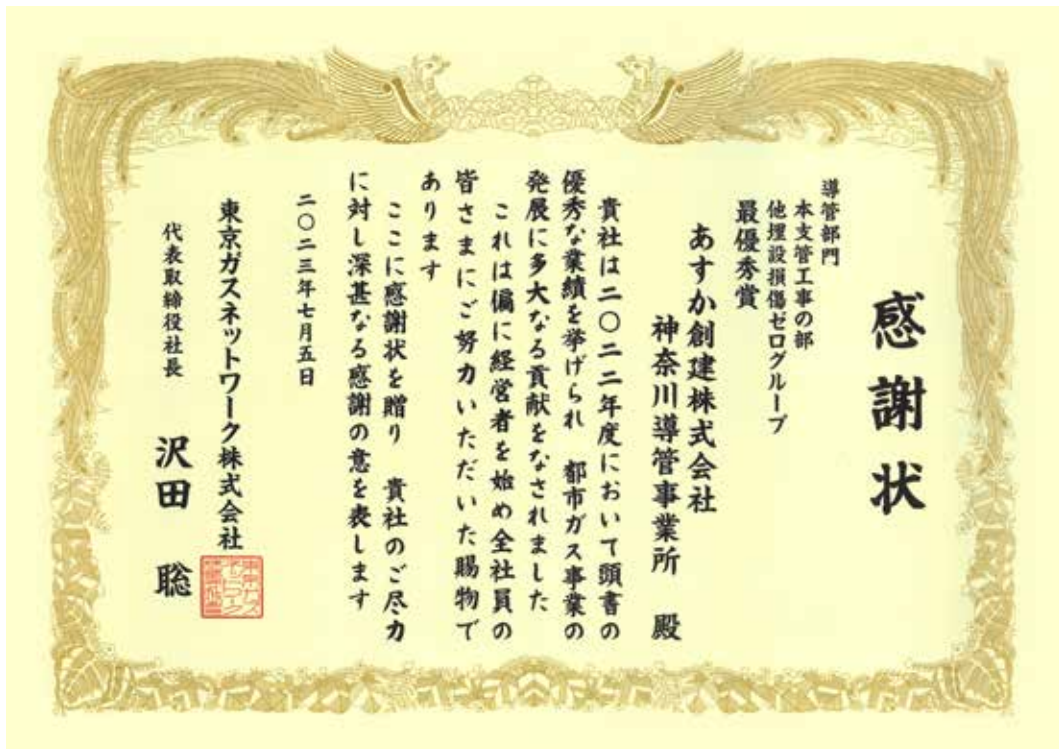 感謝状
導管部門
本支管工事の部
他埋設損傷ゼログループ
最優秀賞
あすか創建株式会社
神奈川導管事業所 殿
貴社は二〇二二年度において頭書の
優秀な業績を挙げられ 都市ガス事業の
発展に多大なる貢献をなされました
これは偏に経営者を始め全社員の
皆さまにご努力いただいた賜物で
あります
ここに感謝状を贈り 貴社のご尽力
に対し深甚なる感謝の意を表します
二〇二三年七月五日
東京ガスネットワーク株式会社
代表取締役社長 沢田 聡